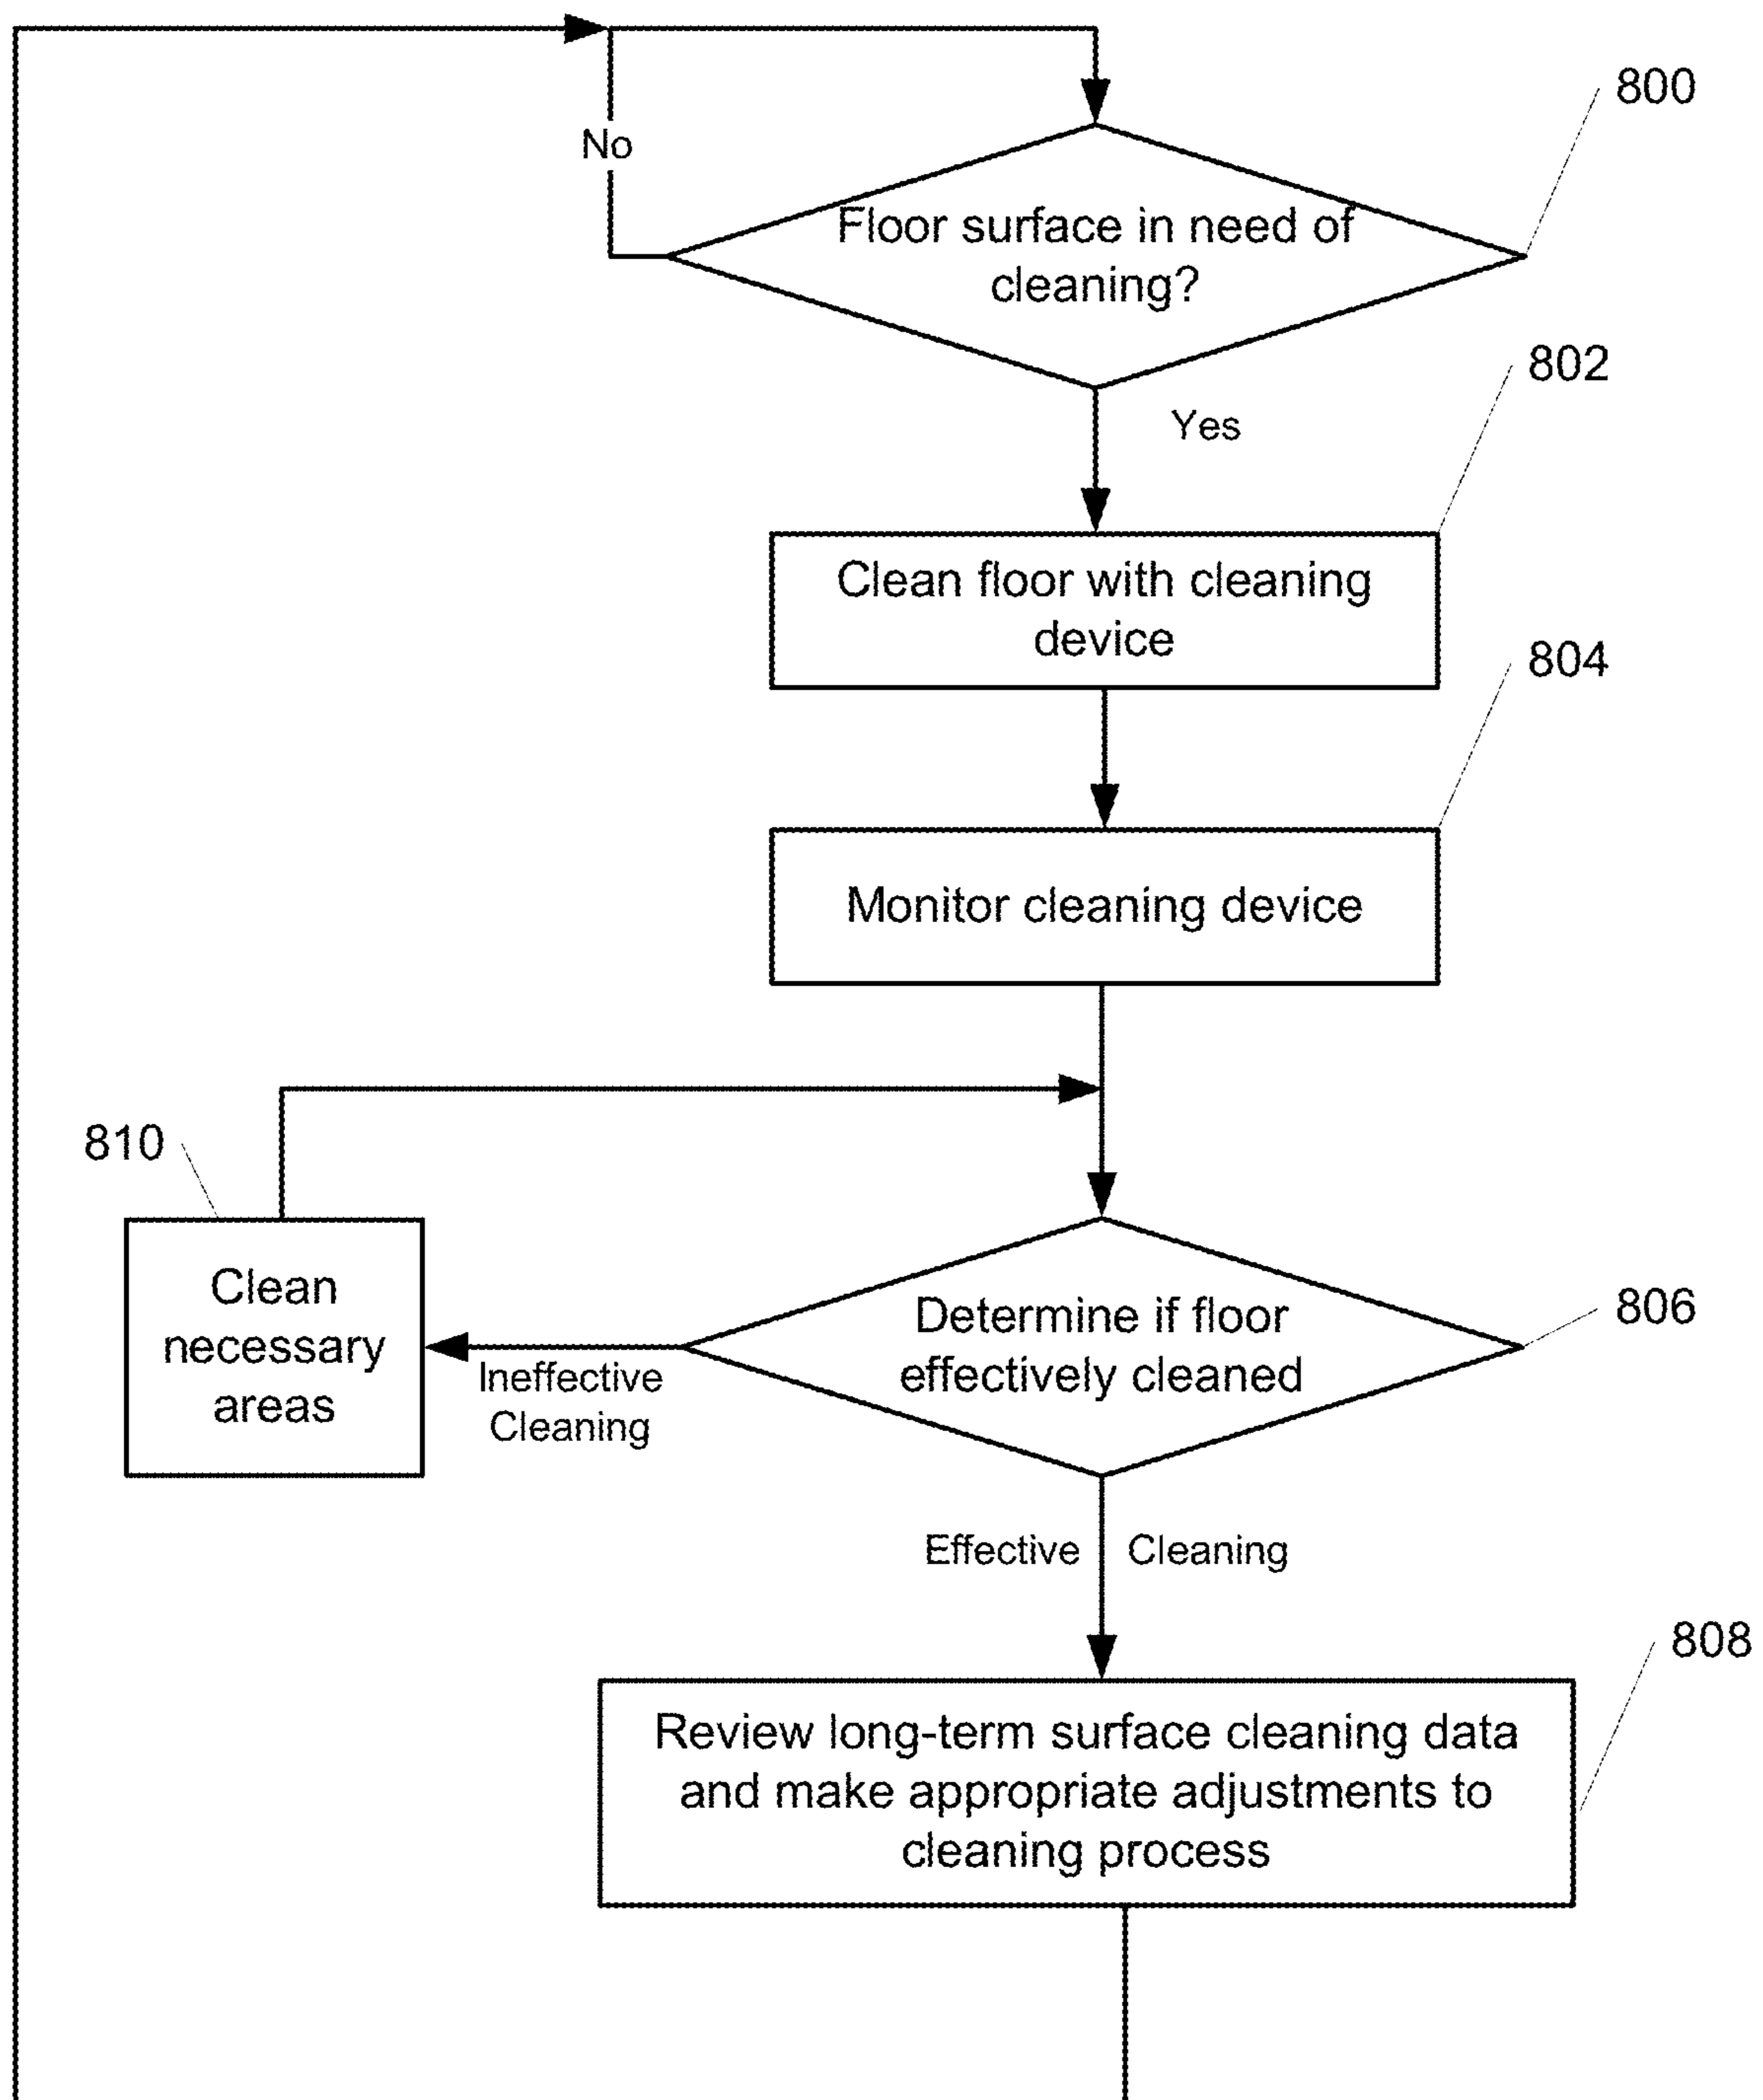 800
No
Floor surface in need of
cleaning?
802
Yes
Clean floor with cleaning
device
804
Monitor cleaning device
810
Clean
necessary
areas
Determine if floor
effectively cleaned
806
Ineffective
Cleaning
Effective Cleaning
808
Review long-term surface cleaning data
and make appropriate adjustments to
cleaning process